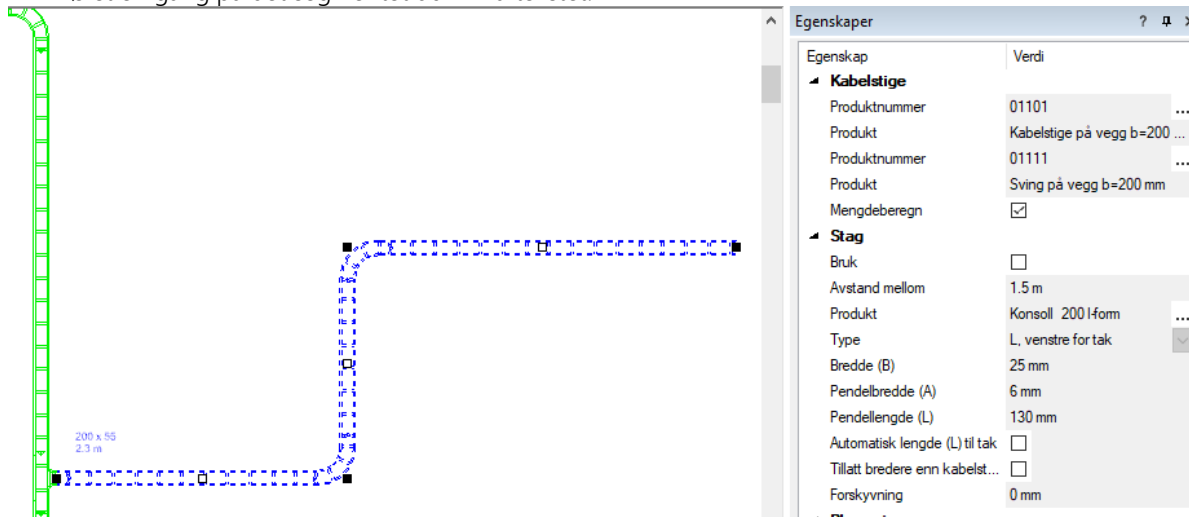 Egenskaper ?
Egenskap Verdi
Kabelstige
Produktnummer 01101 ...
Produkt Kabelstige på vegg b=200 ...
Produktnummer 01111 ...
Produkt Sving på vegg b=200 mm
Mengdeberegn
Stag
Bruk
Avstand mellom 1.5 m
Produkt Konsoll 200 l-form ...
Type L, venstre for tak
Bredde (B) 25 mm
Pendelbredde (A) 6 mm
Pendellengde (L) 130 mm
Automatisk lengde (L) til tak
Tillatt bredere enn kabelst...
Forskyvning 0 mm
200 x 55
2.3 m